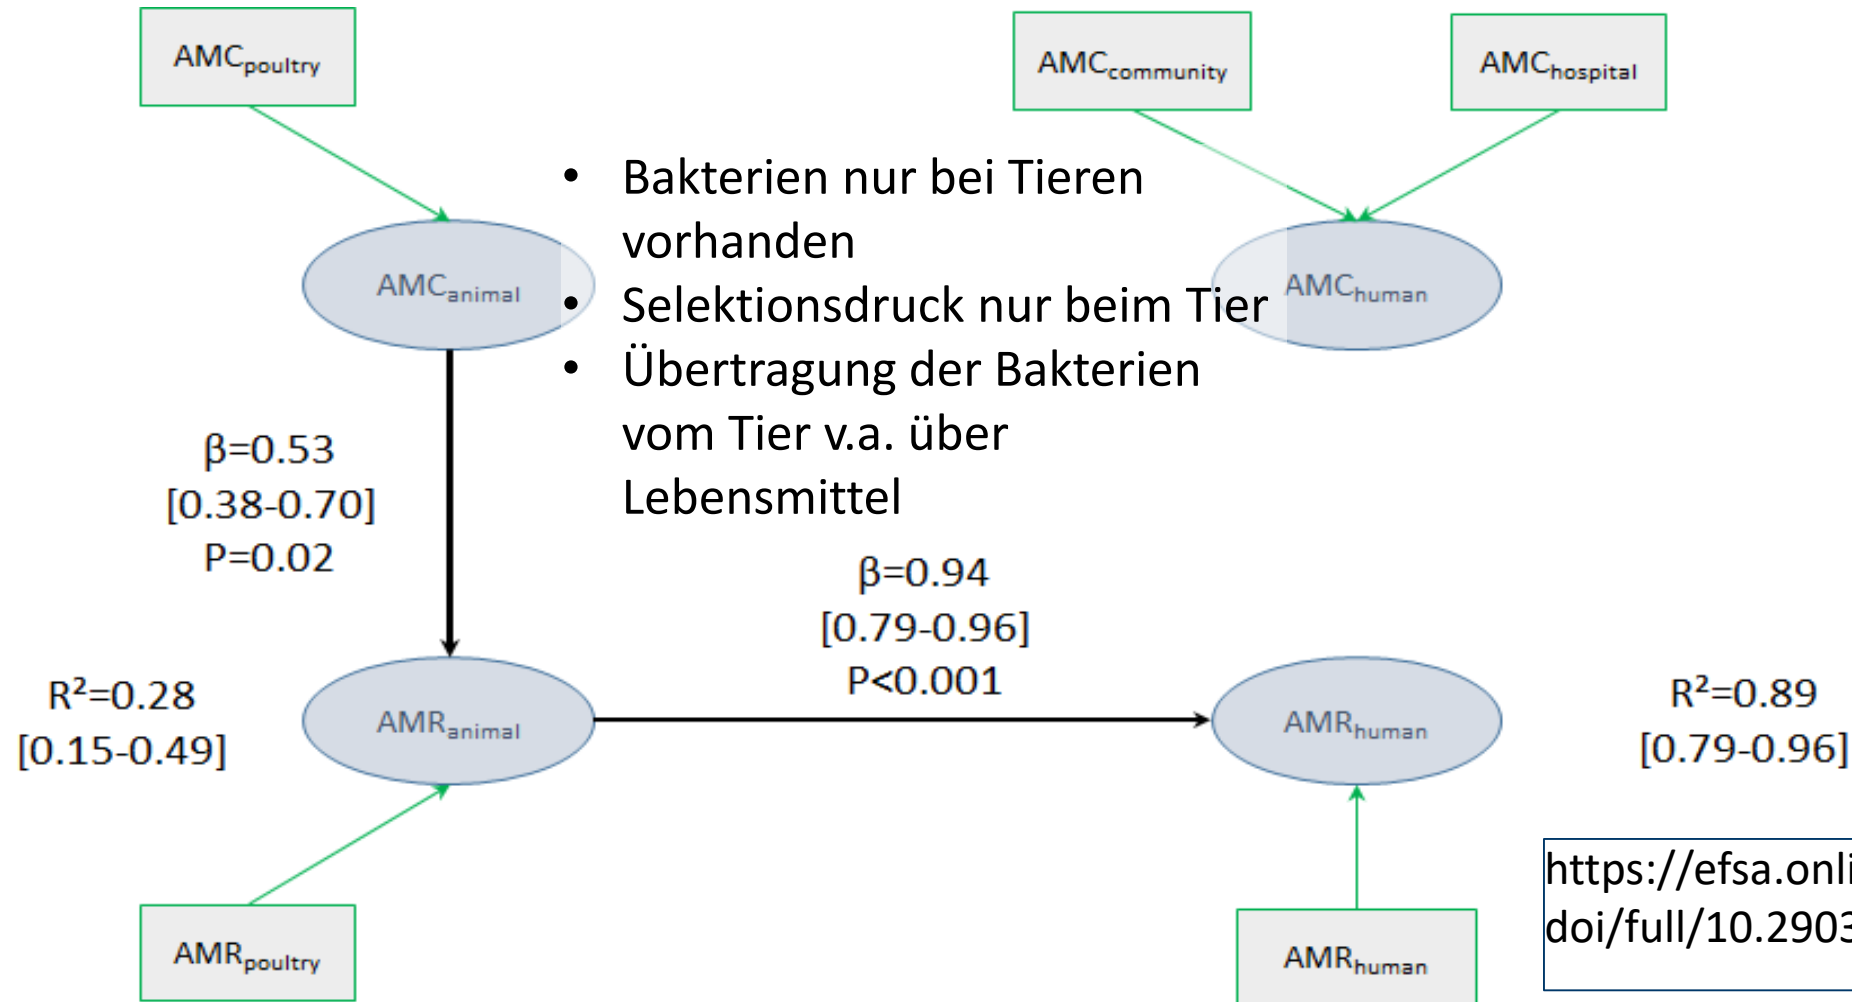 AMCpoultry
AMCcommunity
AMChospital
• Bakterien nur bei Tieren
vorhanden
• Selektionsdruck nur beim Tier
• Übertragung der Bakterien
vom Tier v.a. über
Lebensmittel
AMCanimal
AMChuman
β=0.53
[0.38-0.70]
P=0.02
β=0.94
[0.79-0.96]
P<0.001
R²=0.28
[0.15-0.49]
AMRanimal
AMRhuman
R²=0.89
[0.79-0.96]
AMRpoultry
AMRhuman
https://efsa.onli
doi/full/10.2903